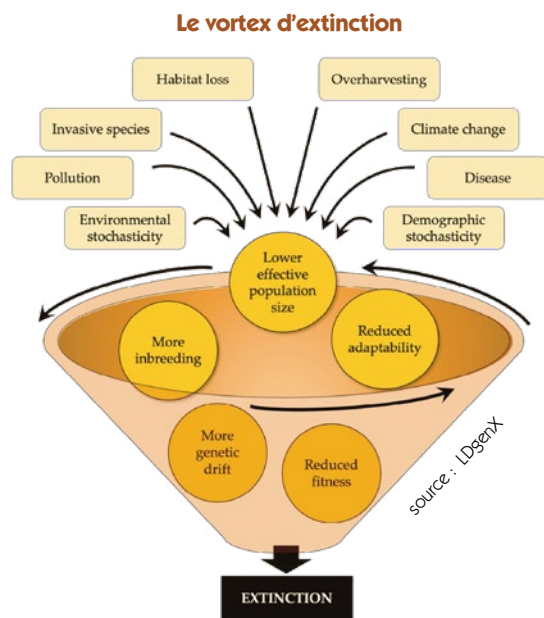 Le vortex d'extinction
Habitat loss
Overharvesting
Invasive species
Climate change
Pollution
Disease
Environmental
stochasticity
Demographic
stochasticity
Lower
effective
population
size
More
inbreeding
Reduced
adaptability
More
genetic
drift
Reduced
fitness
source : LDgenX
EXTINCTION